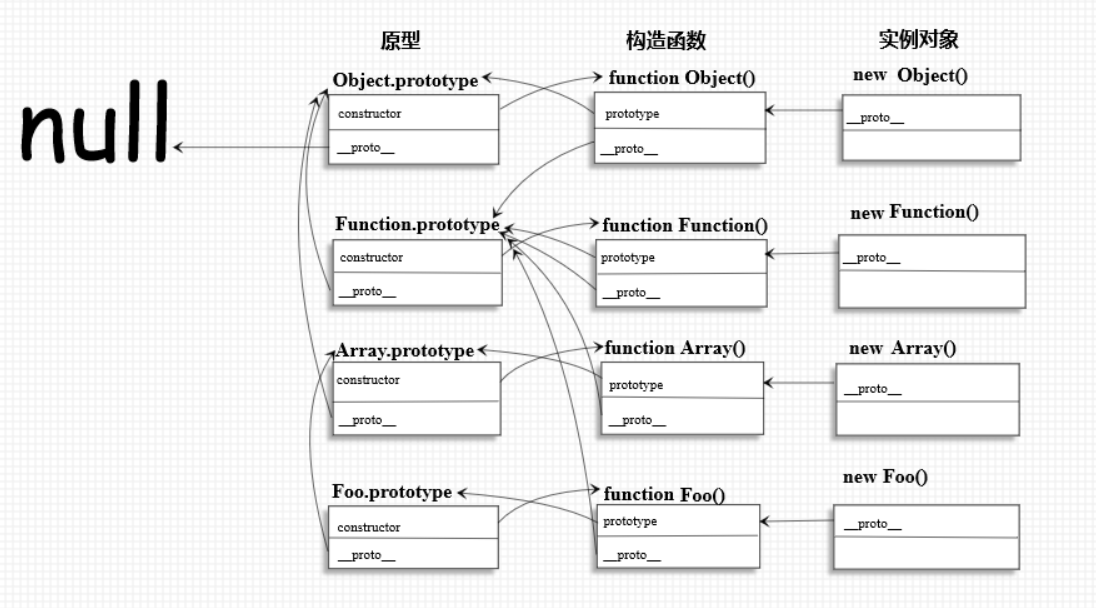 原型 构造函数 实例对象
null
Object.prototype function Object() new Object()
constructor prototype __proto__
__proto__ __proto__
Function.prototype function Function() new Function()
constructor prototype __proto__
__proto__ __proto__
Array.prototype function Array() new Array()
constructor prototype __proto__
__proto__ __proto__
Foo.prototype function Foo() new Foo()
constructor prototype __proto__
__proto__ __proto__